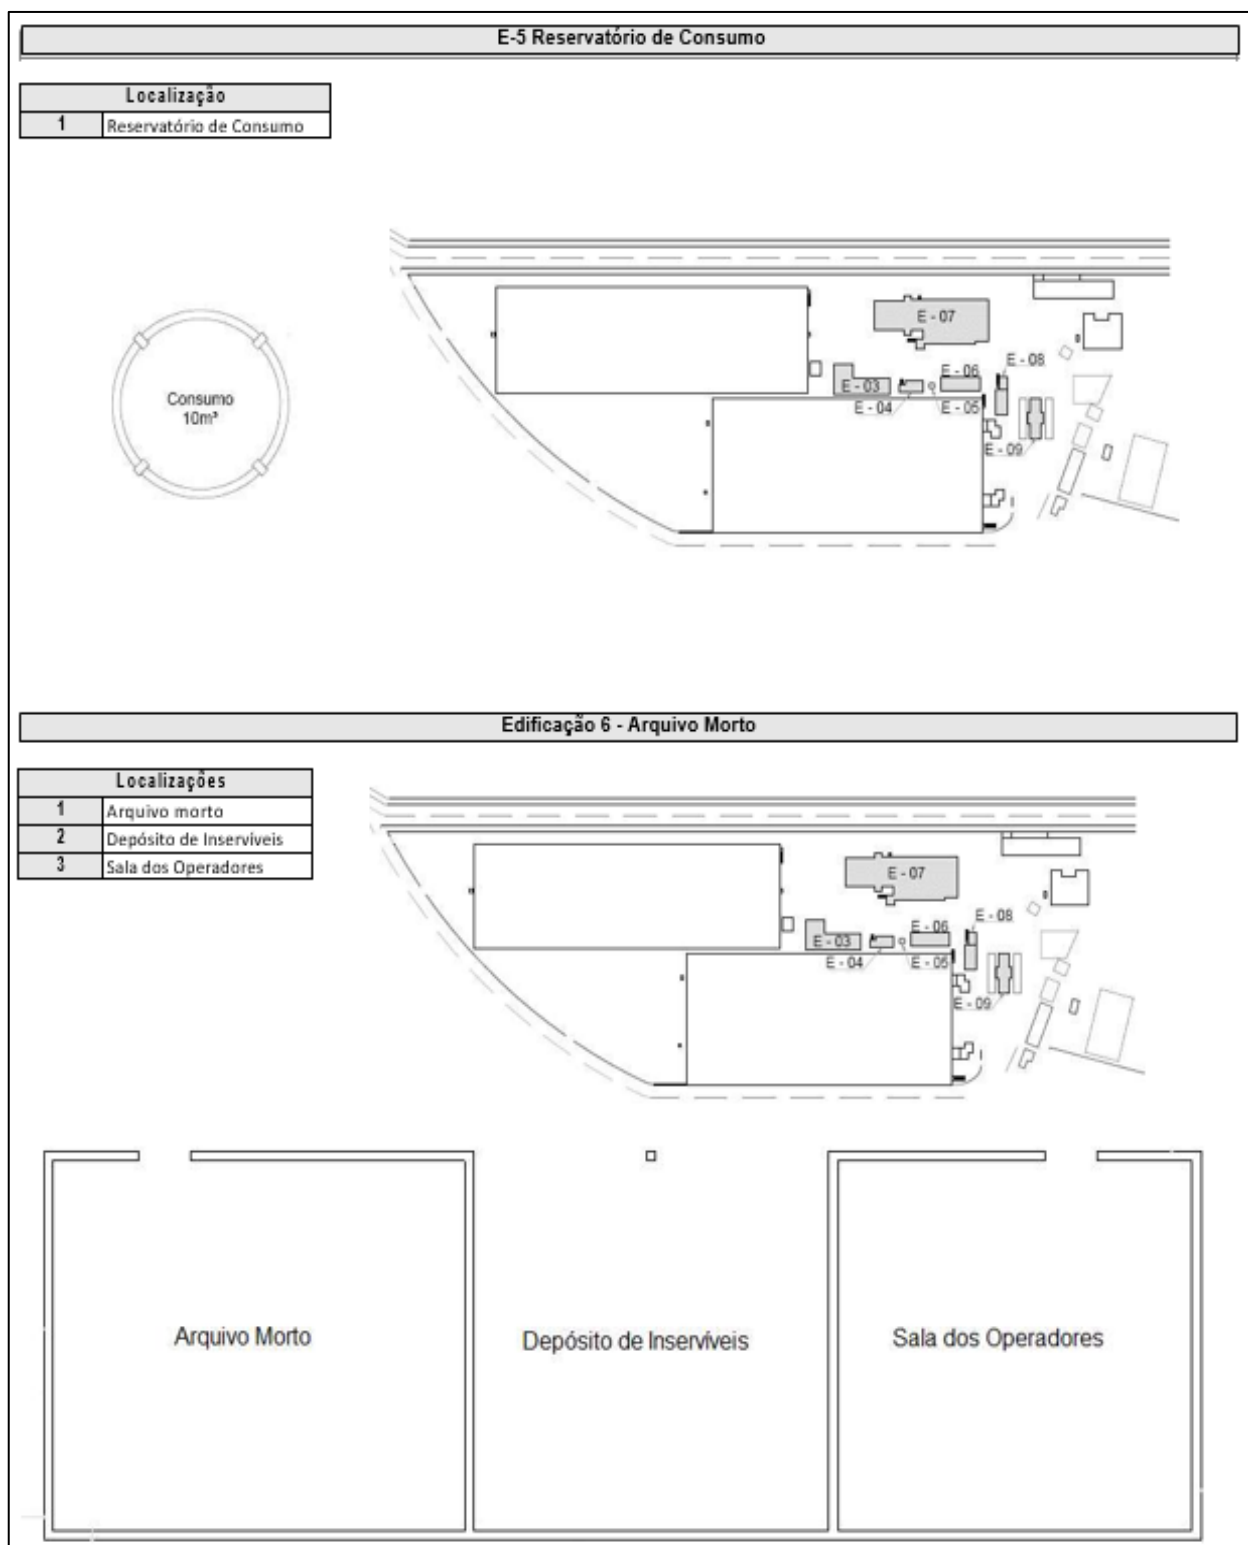 E-5 Reservatório de Consumo
Localização
1 Reservatório de Consumo
E - 07
E - 08
E - 06
E - 03
E - 04
E - 05
E - 09
Consumo
10m³
Edificação 6 - Arquivo Morto
Localizações
1 Arquivo morto
2 Depósito de Inservíveis
3 Sala dos Operadores
E - 07
E - 08
E - 06
E - 03
E - 04
E - 05
E - 09
Arquivo Morto
Depósito de Inservíveis
Sala dos Operadores